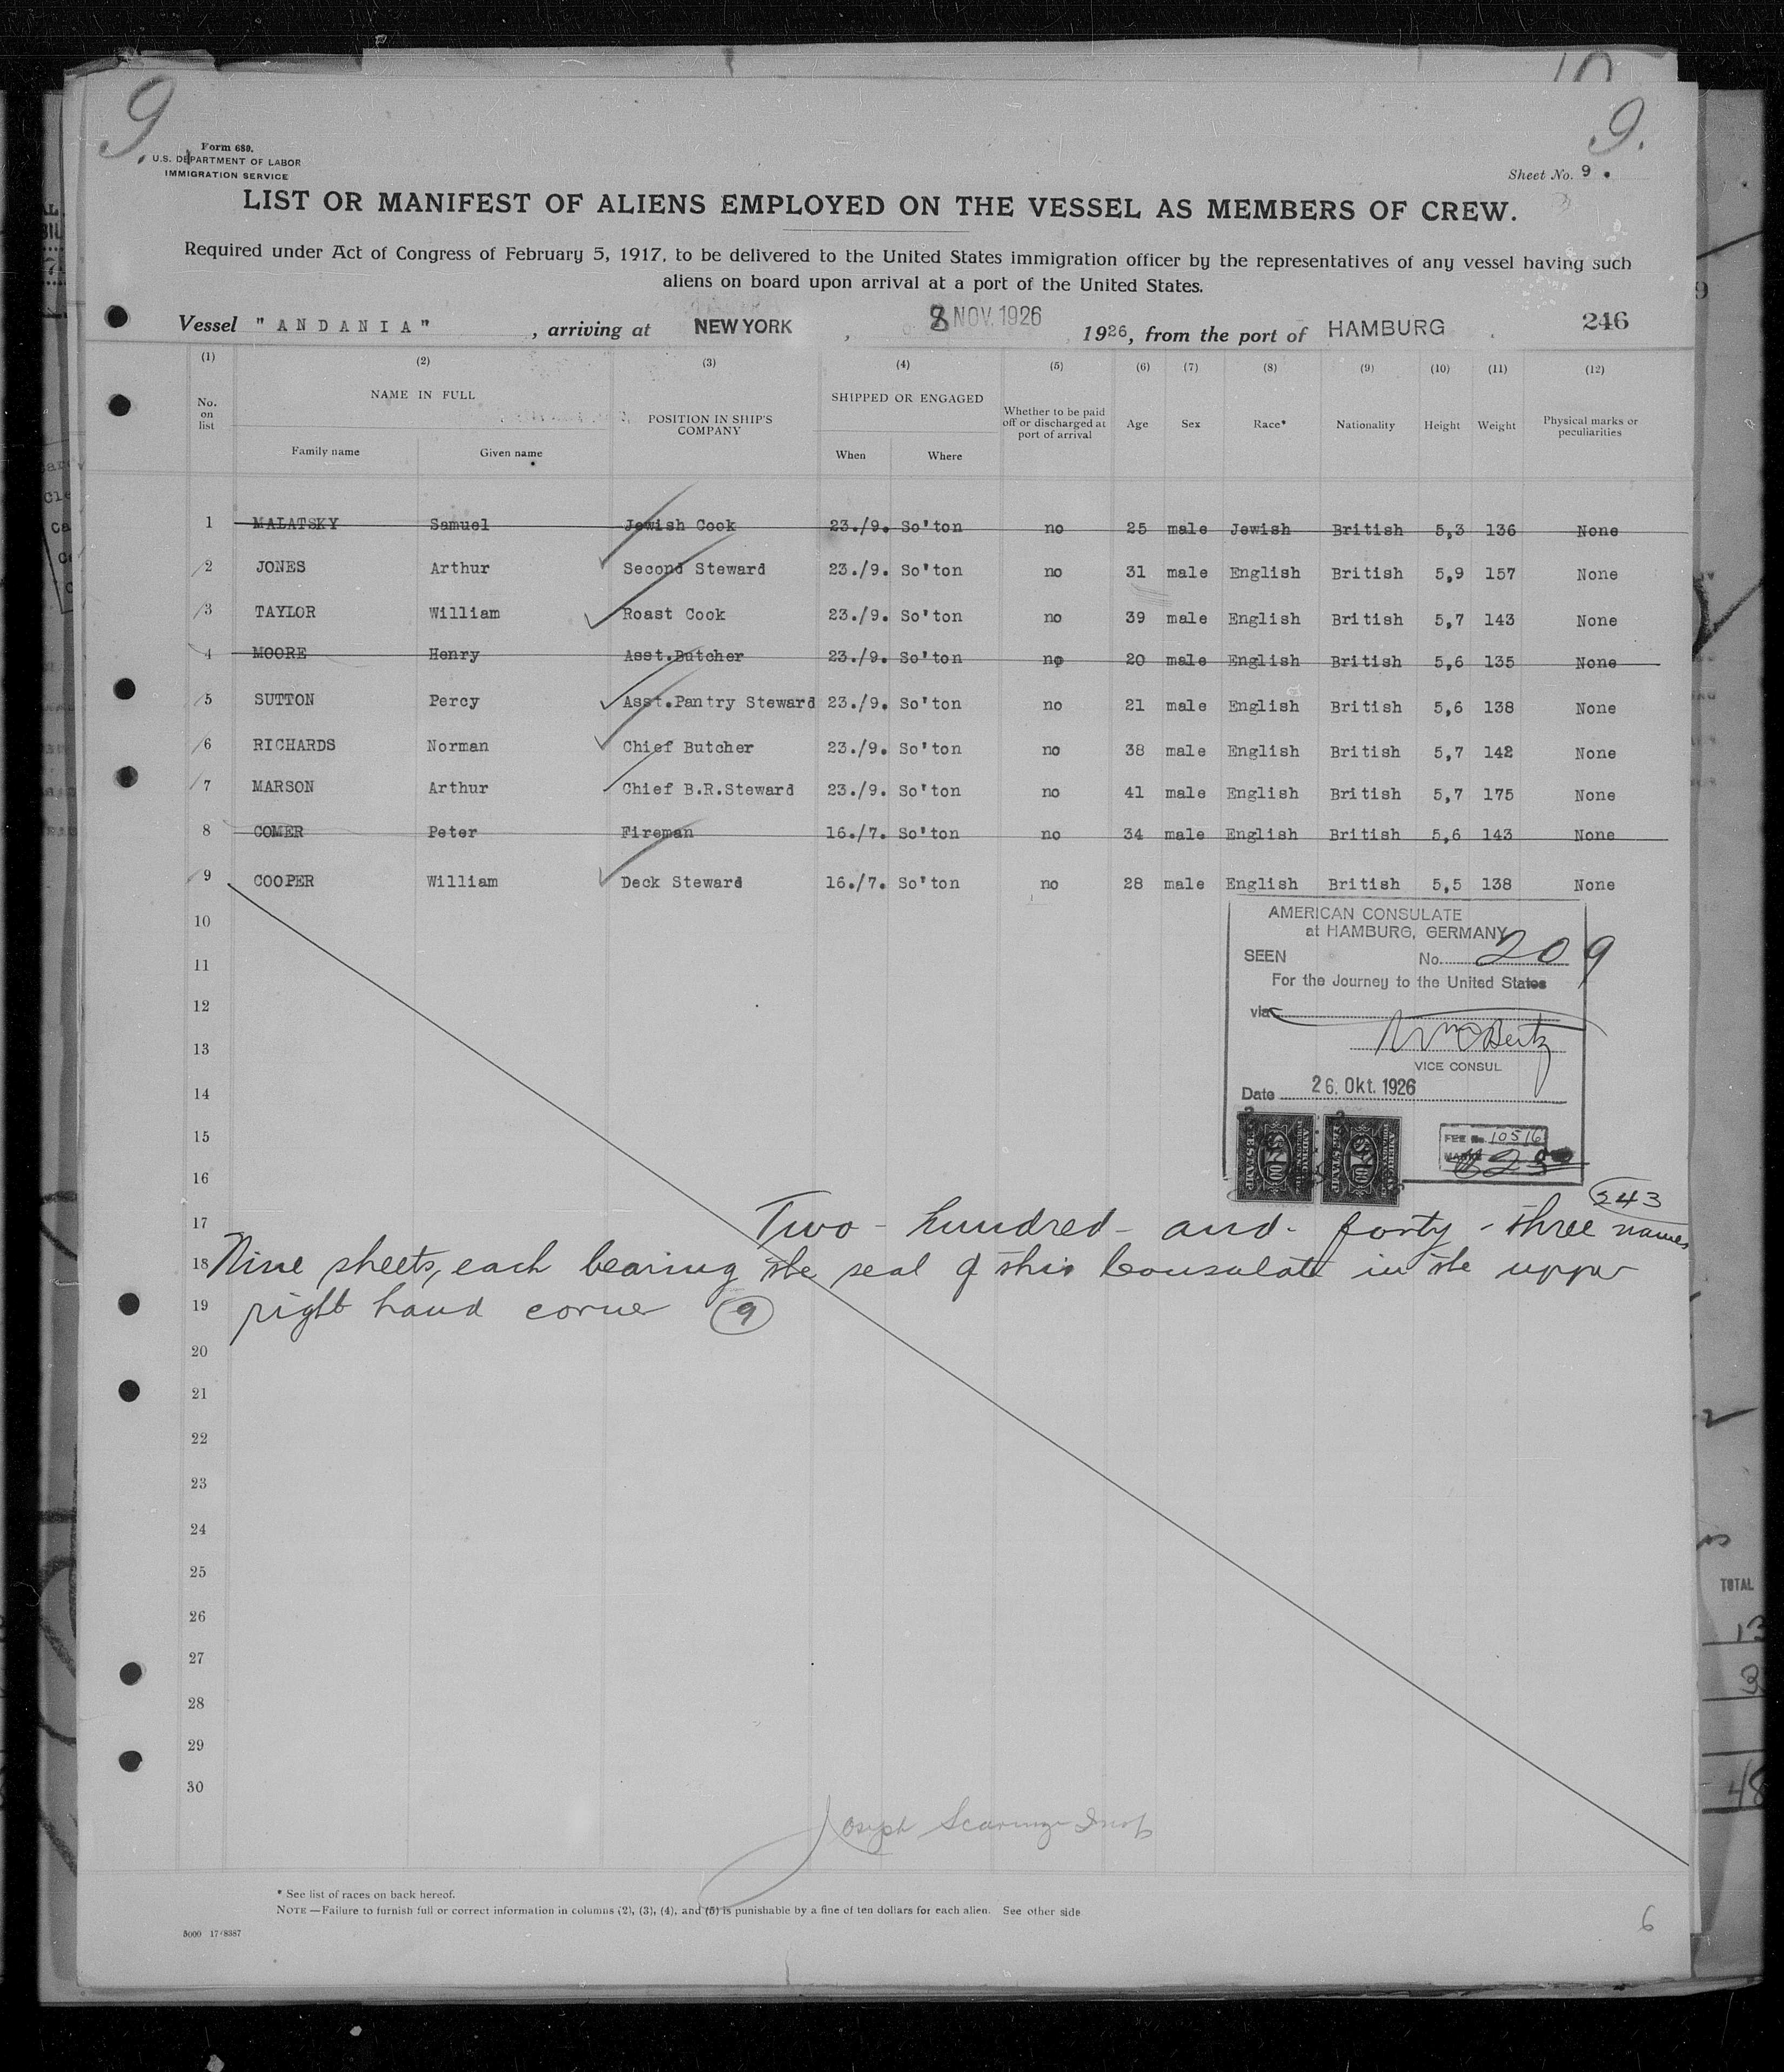 9.
9.
Form 689.
U.S. DEPARTMENT OF LABOR
IMMIGRATION SERVICE
Sheet No. 9 .
LIST OR MANIFEST OF ALIENS EMPLOYED ON THE VESSEL AS MEMBERS OF CREW.
Required under Act of Congress of February 5, 1917, to be delivered to the United States immigration officer by the representatives of any vessel having such
aliens on board upon arrival at a port of the United States.
Vessel "ANDANIA" , arriving at NEW YORK , 8 NOV. 1926 1926, from the port of HAMBURG . 246
(1) (2) (3) (4) (5) (6) (7) (8) (9) (10) (11) (12)
No. on list NAME IN FULL Family name Given name POSITION IN SHIP'S COMPANY SHIPPED OR ENGAGED When Where Whether to be paid off or discharged at port of arrival Age Sex Race* Nationality Height Weight Physical marks or peculiarities
1 MALATSKY Samuel Jewish Cook 23./9. So'ton no 25 male Jewish British 5,3 136 None
2 JONES Arthur Second Steward 23./9. So'ton no 31 male English British 5,9 157 None
3 TAYLOR William Roast Cook 23./9. So'ton no 39 male English British 5,7 143 None
4 MOORE Henry Asst.Butcher 23./9. So'ton no 20 male English British 5,6 135 None
5 SUTTON Percy Asst.Pantry Steward 23./9. So'ton no 21 male English British 5,6 138 None
6 RICHARDS Norman Chief Butcher 23./9. So'ton no 38 male English British 5,7 142 None
7 MARSON Arthur Chief B.R.Steward 23./9. So'ton no 41 male English British 5,7 175 None
8 COMER Peter Fireman 16./7. So'ton no 34 male English British 5,6 143 None
9 COOPER William Deck Steward 16./7. So'ton no 28 male English British 5,5 138 None
10
11
12
13
14
15
16
17
18
19
20
21
22
23
24
25
26
27
28
29
30
AMERICAN CONSULATE
at HAMBURG, GERMANY
SEEN No. 209
For the Journey to the United States
via
VICE CONSUL
Date 26. Okt. 1926
FEE No. 10516
243
Two - hundred - and - forty - three names
Nine sheets, each bearing the seal of this Consulate in the upper
right hand corner 9
Joseph
* See list of races on back hereof.
NOTE.—Failure to furnish full or correct information in columns (2), (3), (4), and (5) is punishable by a fine of ten dollars for each alien. See other side
5000 17/8387
6
TOTAL